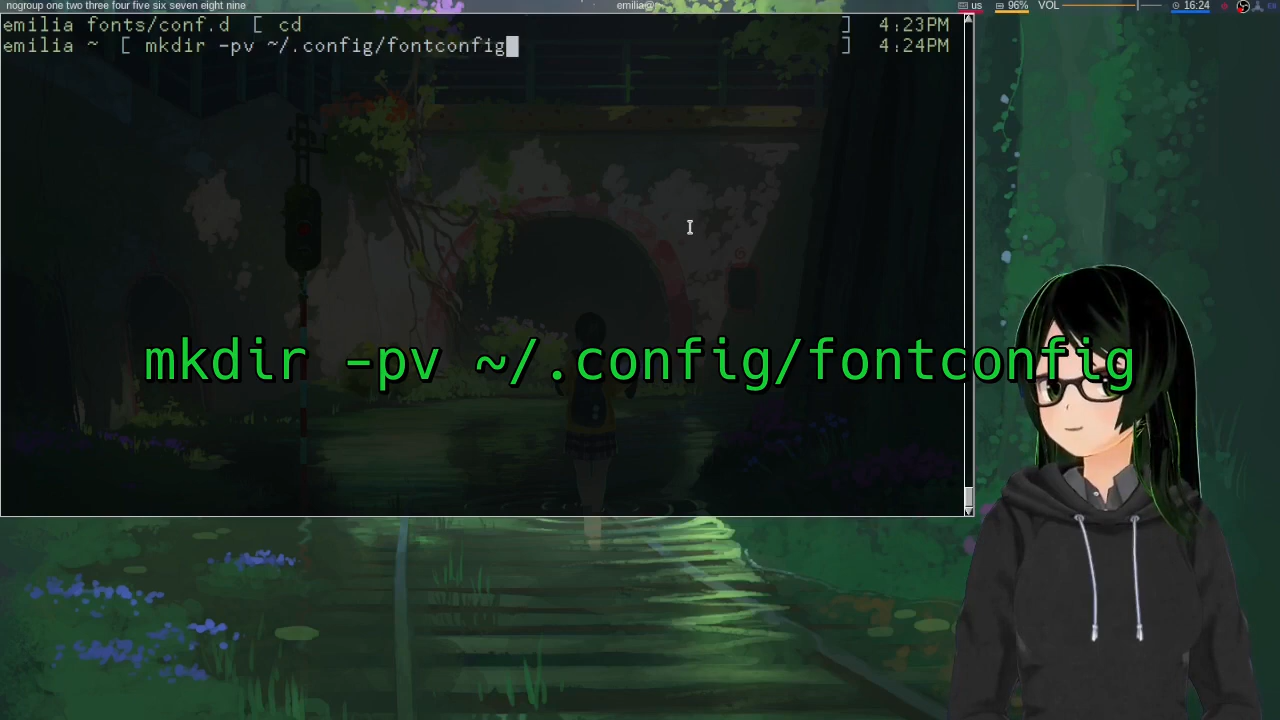 nogroup one two three four five six seven eight nine
emilia@
us
96%
VOL
16:24
emilia fonts/conf.d [ cd ] 4:23PM
emilia ~ [ mkdir -pv ~/.config/fontconfig ] 4:24PM
mkdir -pv ~/.config/fontconfig